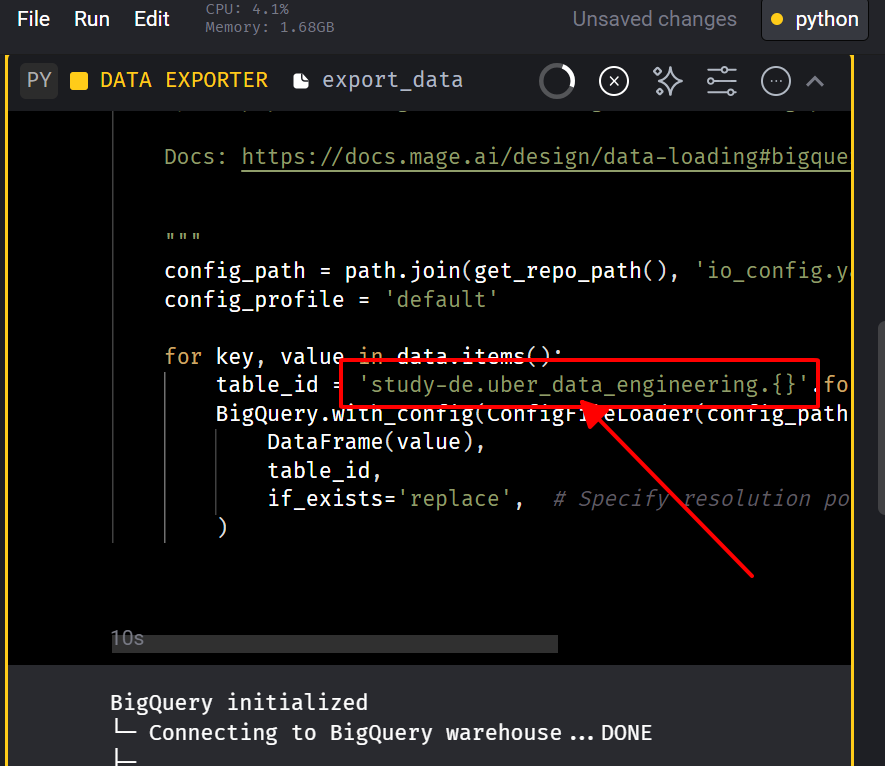 File Run Edit CPU: 4.1% Unsaved changes python
Memory: 1.68GB
PY DATA EXPORTER export_data
Docs: https://docs.mage.ai/design/data-loading#bigque
"""
config_path = path.join(get_repo_path(), 'io_config.y
config_profile = 'default'
for key, value in data.items():
table_id = 'study-de.uber_data_engineering.{}'.fo
BigQuery.with_config(ConfigFileLoader(config_path
DataFrame(value),
table_id,
if_exists='replace', # Specify resolution po
)
10s
BigQuery initialized
└─ Connecting to BigQuery warehouse...DONE
├─